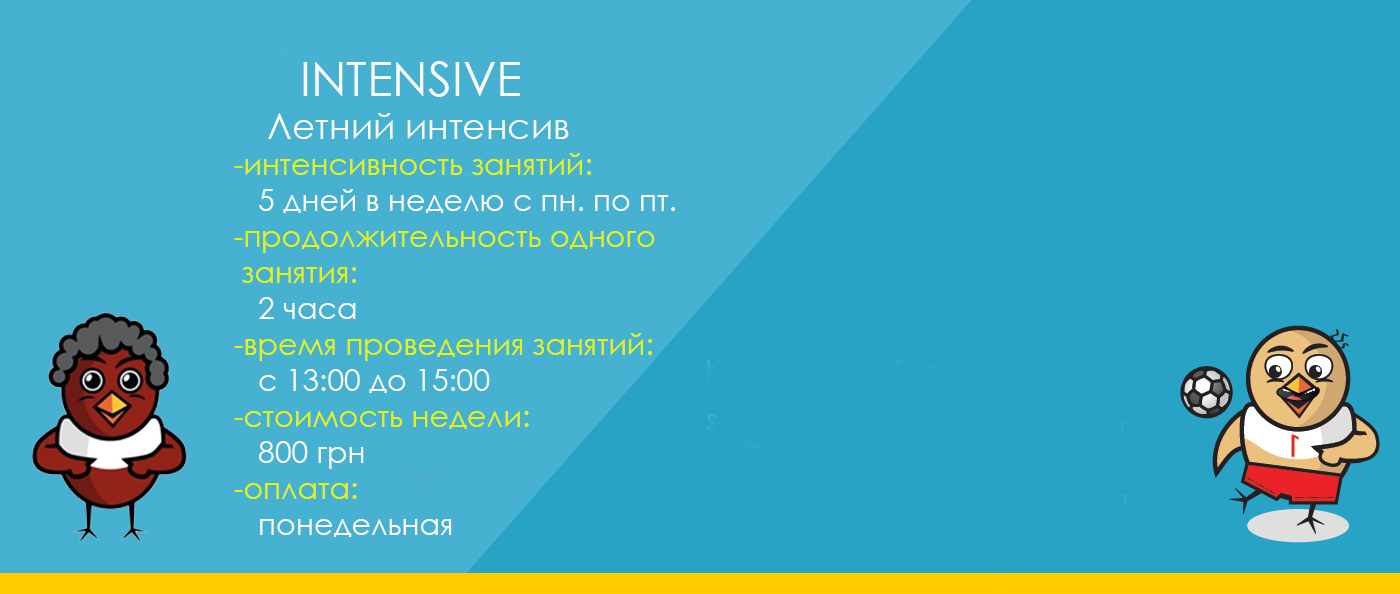 INTENSIVE
Летний интенсив
-интенсивность занятий:
5 дней в неделю с пн. по пт.
-продолжительность одного
занятия:
2 часа
-время проведения занятий:
с 13:00 до 15:00
-стоимость недели:
800 грн
-оплата:
понедельная
1